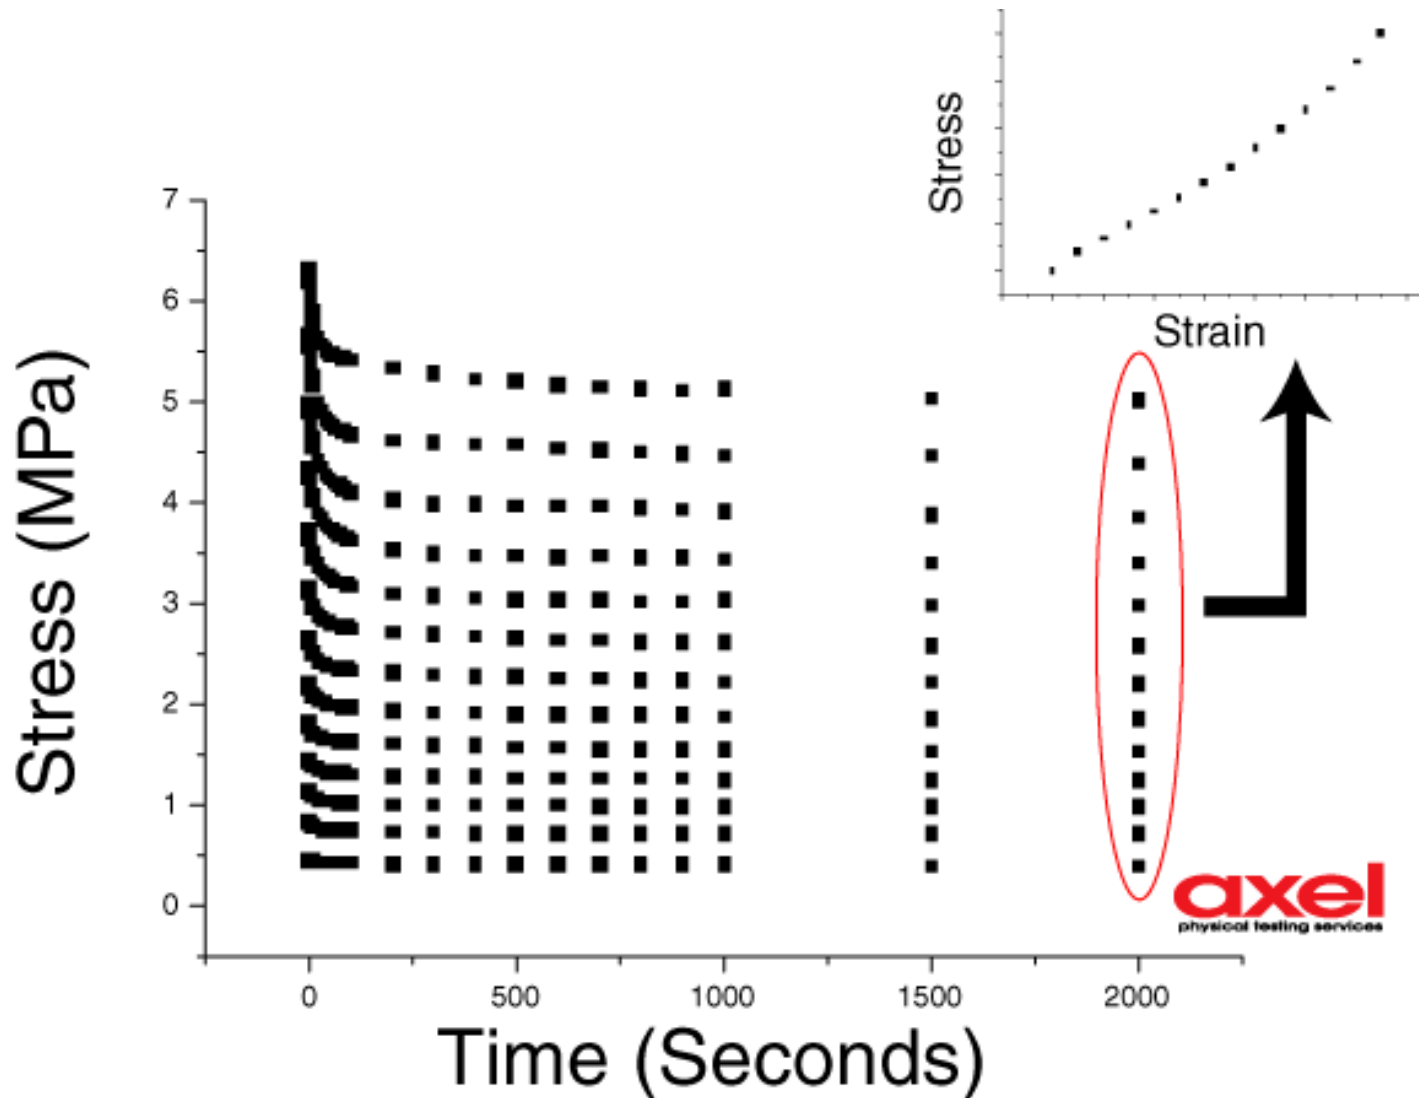 Stress
Strain
7
6
5
4
3
2
1
0
Stress (MPa)
0 500 1000 1500 2000
Time (Seconds)
axel
physical testing services